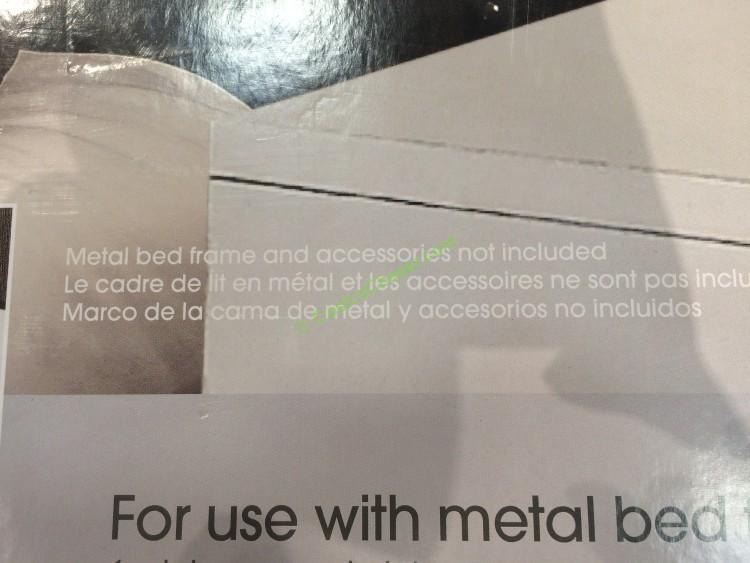 Metal bed frame and accessories not included
Le cadre de lit en métal et les accessoires ne sont pas inclu
Marco de la cama de metal y accesorios no incluidos
For use with metal bed